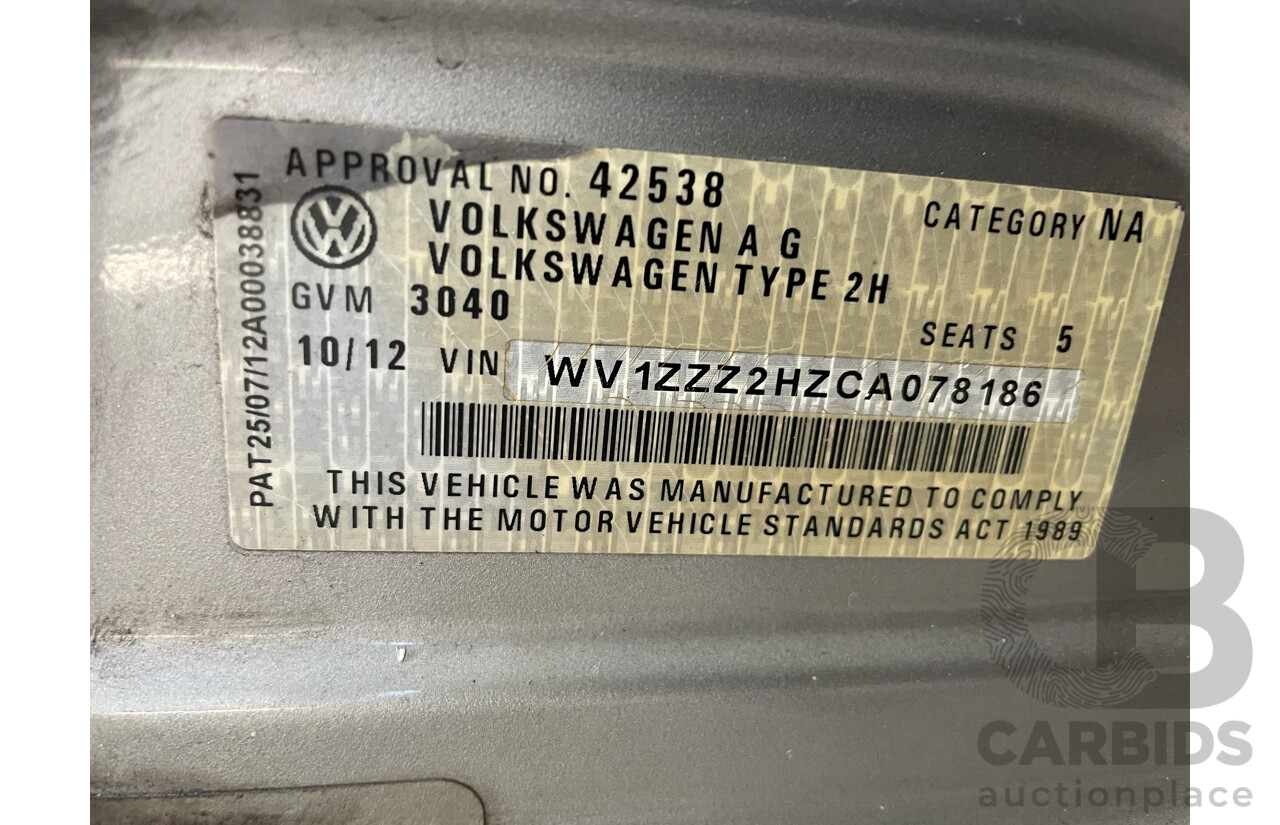 APPROVAL NO. 42538
CATEGORY NA
VOLKSWAGEN A G
VOLKSWAGEN TYPE 2H
GVM 3040
SEATS 5
10/12 VIN WV1ZZZ2HZCA078186
THIS VEHICLE WAS MANUFACTURED TO COMPLY
WITH THE MOTOR VEHICLE STANDARDS ACT 1989
PAT25/07/12A00038831
CB
CARBIDS
auctionplace